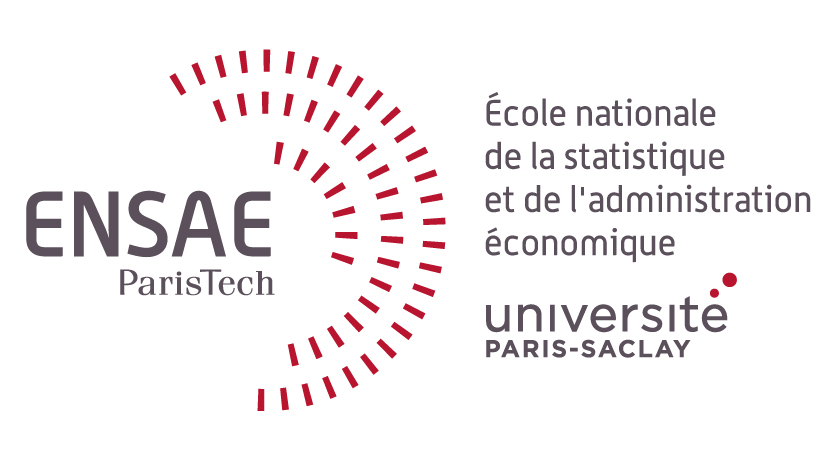 ENSAE
ParisTech
École nationale
de la statistique
et de l'administration
économique
université
PARIS-SACLAY